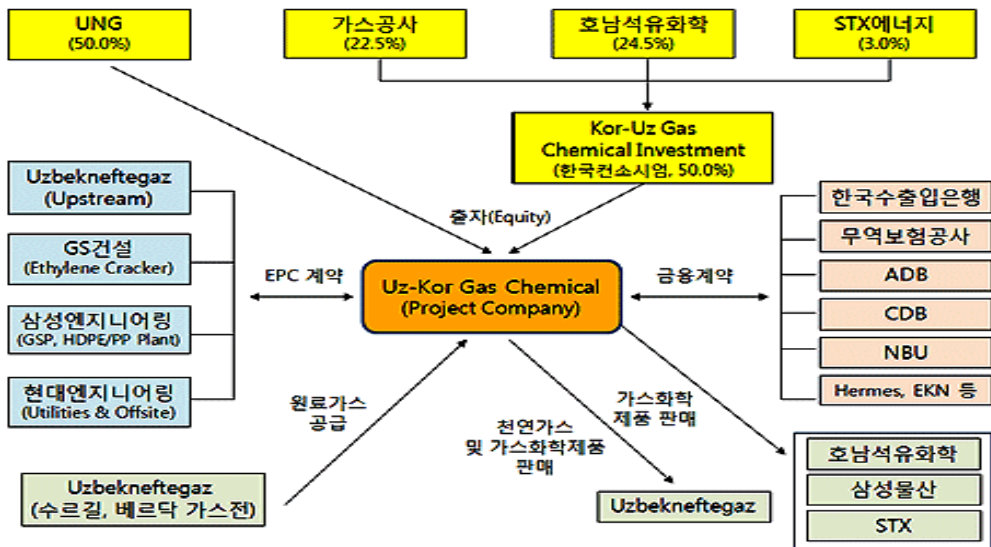 UNG
(50.0%)
가스공사
(22.5%)
호남석유화학
(24.5%)
STX에너지
(3.0%)
Kor-Uz Gas
Chemical Investment
(한국컨소시엄, 50.0%)
출자(Equity)
Uzbekneftegaz
(Upstream)
GS건설
(Ethylene Cracker)
삼성엔지니어링
(GSP, HDPE/PP Plant)
현대엔지니어링
(Utilities & Offsite)
EPC 계약
Uz-Kor Gas Chemical
(Project Company)
금융계약
한국수출입은행
무역보험공사
ADB
CDB
NBU
Hermes, EKN 등
원료가스
공급
천연가스
및 가스화학제품
판매
가스화학
제품 판매
Uzbekneftegaz
(수르길, 베르닥 가스전)
Uzbekneftegaz
호남석유화학
삼성물산
STX